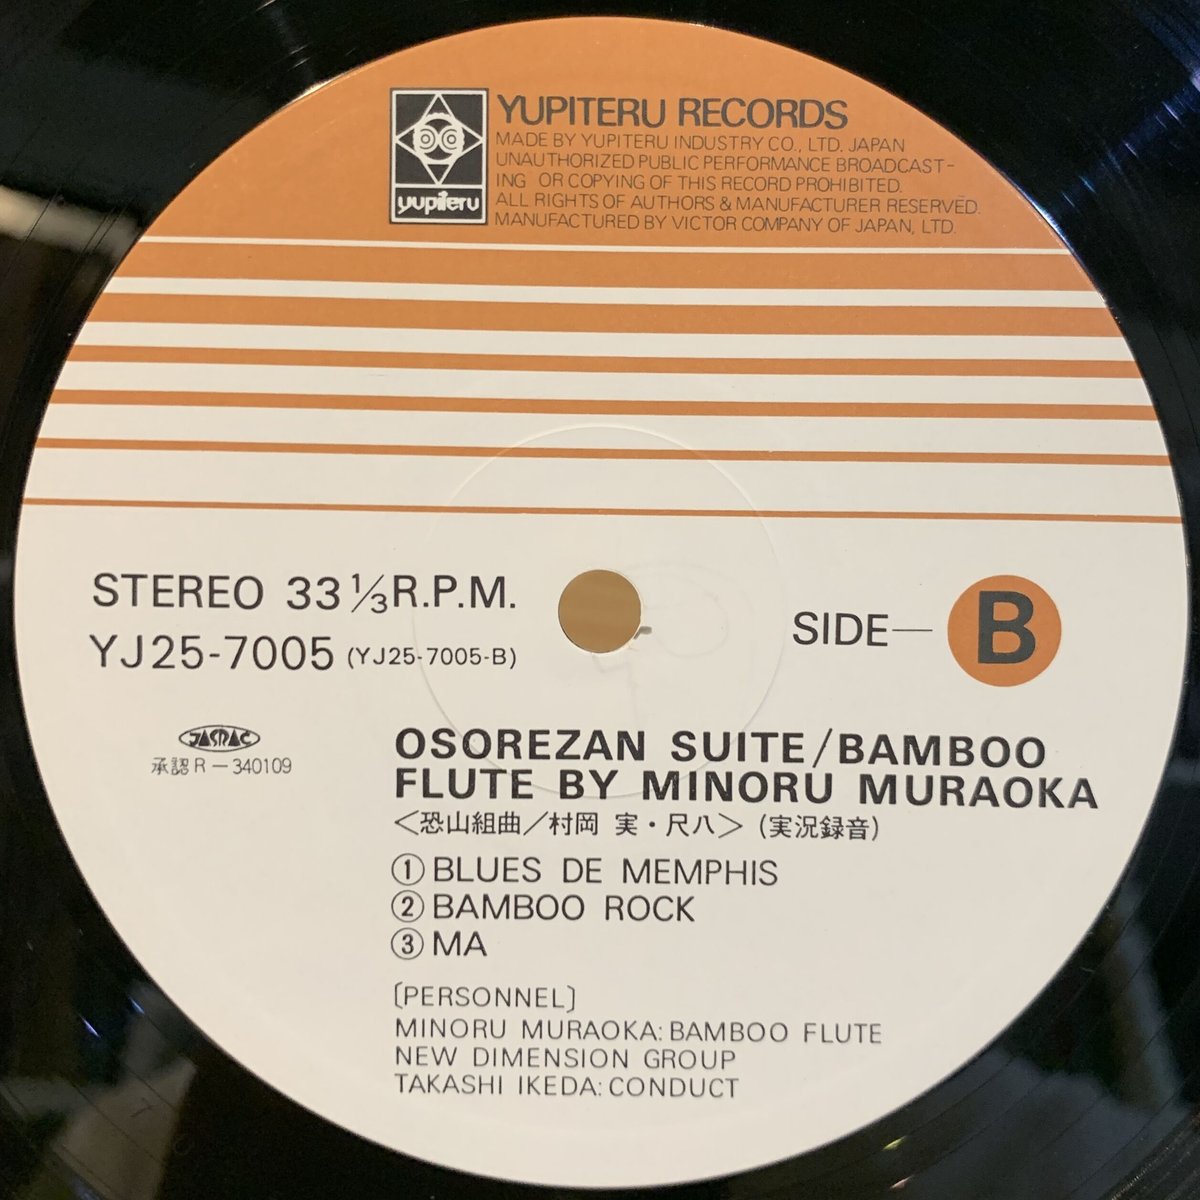 YUPITERU RECORDS
MADE BY YUPITERU INDUSTRY CO., LTD. JAPAN
UNAUTHORIZED PUBLIC PERFORMANCE BROADCAST-
ING OR COPYING OF THIS RECORD PROHIBITED.
ALL RIGHTS OF AUTHORS & MANUFACTURER RESERVED.
MANUFACTURED BY VICTOR COMPANY OF JAPAN, LTD.
yupiteru
STEREO 33 1/3 R.P.M.
YJ25-7005 (YJ25-7005-B)
SIDE—B
JASRAC
承認R-340109
OSOREZAN SUITE/BAMBOO
FLUTE BY MINORU MURAOKA
<恐山組曲/村岡 実・尺八> (実況録音)
① BLUES DE MEMPHIS
② BAMBOO ROCK
③ MA
[PERSONNEL]
MINORU MURAOKA: BAMBOO FLUTE
NEW DIMENSION GROUP
TAKASHI IKEDA: CONDUCT